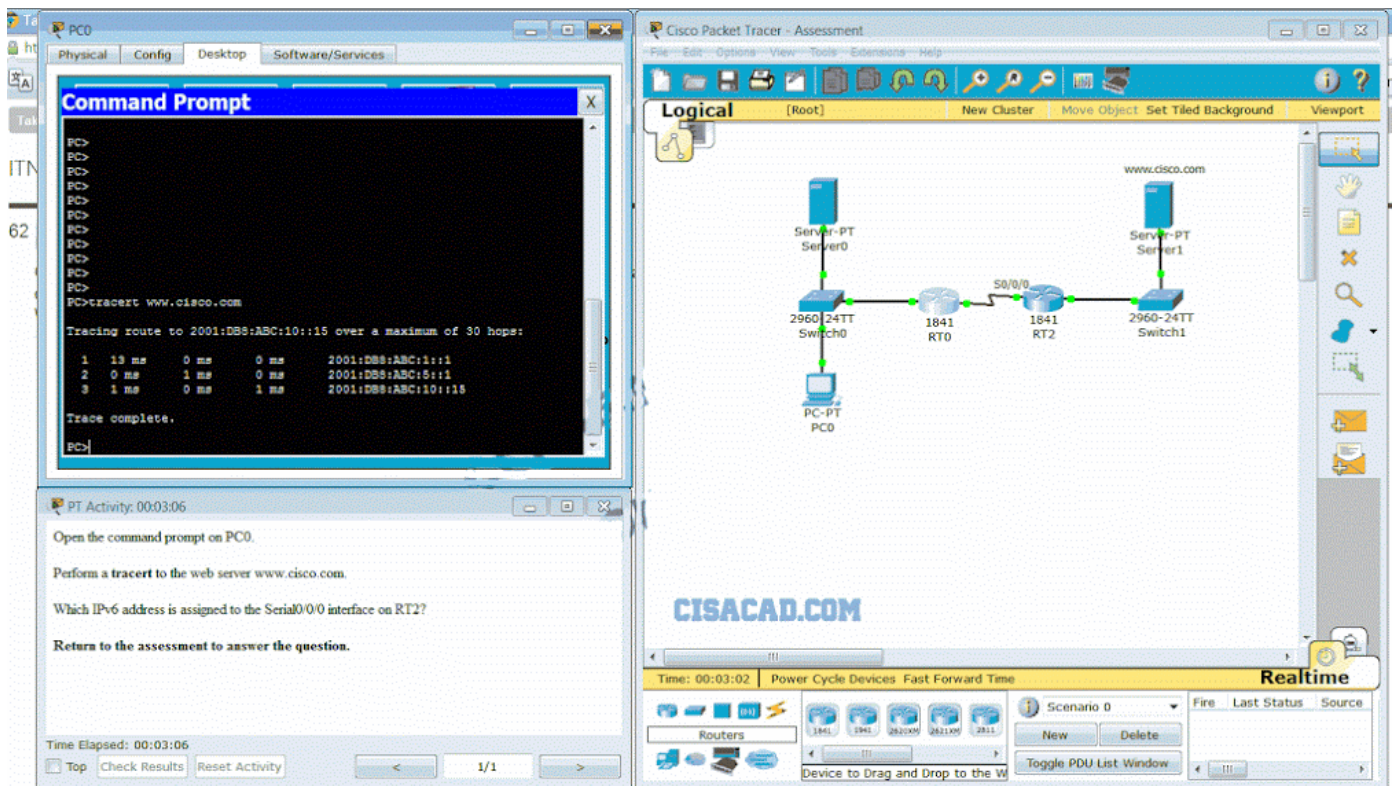 PC0
Physical Config Desktop Software/Services
Command Prompt X
PC>
PC>
PC>
PC>
PC>
PC>
PC>
PC>
PC>
PC>
PC>
PC>tracert www.cisco.com
Tracing route to 2001:DB8:ABC:10::15 over a maximum of 30 hops:
1 13 ms 0 ms 0 ms 2001:DB8:ABC:1::1
2 0 ms 1 ms 0 ms 2001:DB8:ABC:5::1
3 1 ms 0 ms 1 ms 2001:DB8:ABC:10::15
Trace complete.
PC>
ITN
62
PT Activity: 00:03:06
Open the command prompt on PC0.
Perform a tracert to the web server www.cisco.com.
Which IPv6 address is assigned to the Serial0/0/0 interface on RT2?
Return to the assessment to answer the question.
Time Elapsed: 00:03:06
Top Check Results Reset Activity < 1/1 >
Cisco Packet Tracer - Assessment
File Edit Options View Tools Extensions Help
Logical [Root] New Cluster Move Object Set Tiled Background Viewport
www.cisco.com
Server-PT
Server0
Server-PT
Server1
S0/0/0
2960-24TT
Switch0
1841
RT0
1841
RT2
2960-24TT
Switch1
PC-PT
PC0
CISACAD.COM
Time: 00:03:02 Power Cycle Devices Fast Forward Time Realtime
Routers
1841 1941 2620XM 2621XM 2811
Device to Drag and Drop to the W
Scenario 0
New Delete
Toggle PDU List Window
Fire Last Status Source